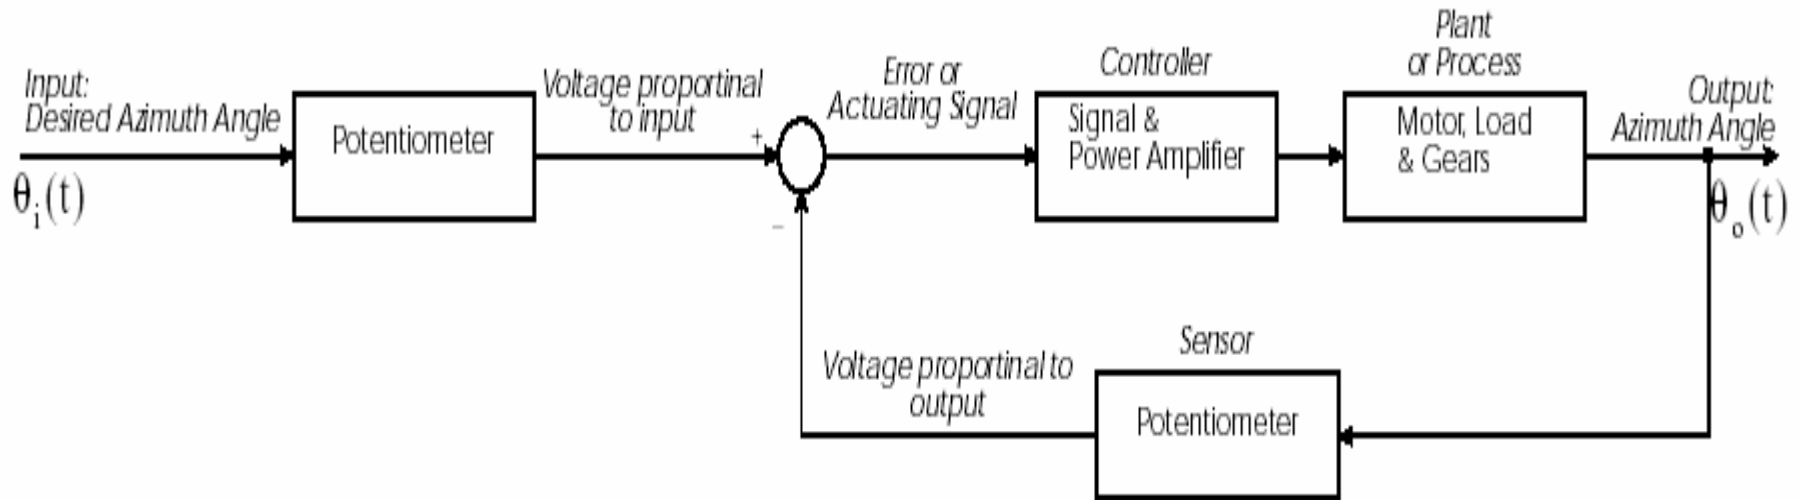 Input:
Desired Azimuth Angle
θi(t)
Potentiometer
Voltage proportinal
to input
+
−
Error or
Actuating Signal
Controller
Signal &
Power Amplifier
Plant
or Process
Motor, Load
& Gears
Output:
Azimuth Angle
θo(t)
Sensor
Potentiometer
Voltage proportinal to
output